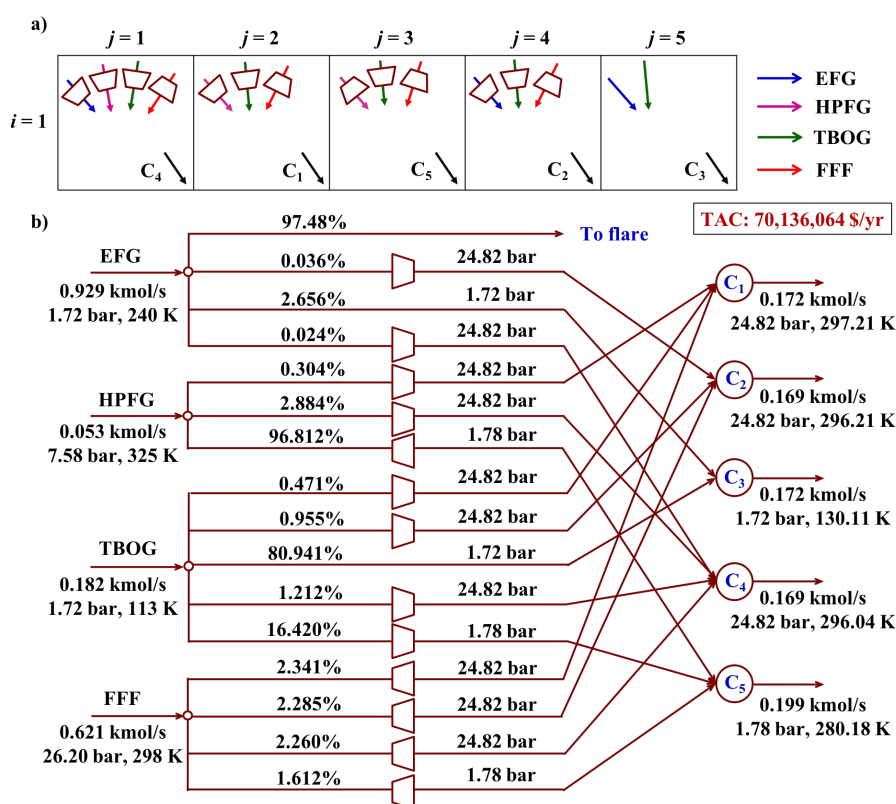 a)
j = 1
j = 2
j = 3
j = 4
j = 5
i = 1
C4
C1
C5
C2
C3
EFG
HPFG
TBOG
FFF
b)
TAC: 70,136,064 $/yr
97.48%
To flare
EFG
0.929 kmol/s
1.72 bar, 240 K
0.036%
24.82 bar
2.656%
1.72 bar
0.024%
24.82 bar
HPFG
0.053 kmol/s
7.58 bar, 325 K
0.304%
24.82 bar
2.884%
24.82 bar
96.812%
1.78 bar
TBOG
0.182 kmol/s
1.72 bar, 113 K
0.471%
24.82 bar
0.955%
24.82 bar
80.941%
1.72 bar
1.212%
24.82 bar
16.420%
1.78 bar
FFF
0.621 kmol/s
26.20 bar, 298 K
2.341%
24.82 bar
2.285%
24.82 bar
2.260%
24.82 bar
1.612%
1.78 bar
C1
0.172 kmol/s
24.82 bar, 297.21 K
C2
0.169 kmol/s
24.82 bar, 296.21 K
C3
0.172 kmol/s
1.72 bar, 130.11 K
C4
0.169 kmol/s
24.82 bar, 296.04 K
C5
0.199 kmol/s
1.78 bar, 280.18 K